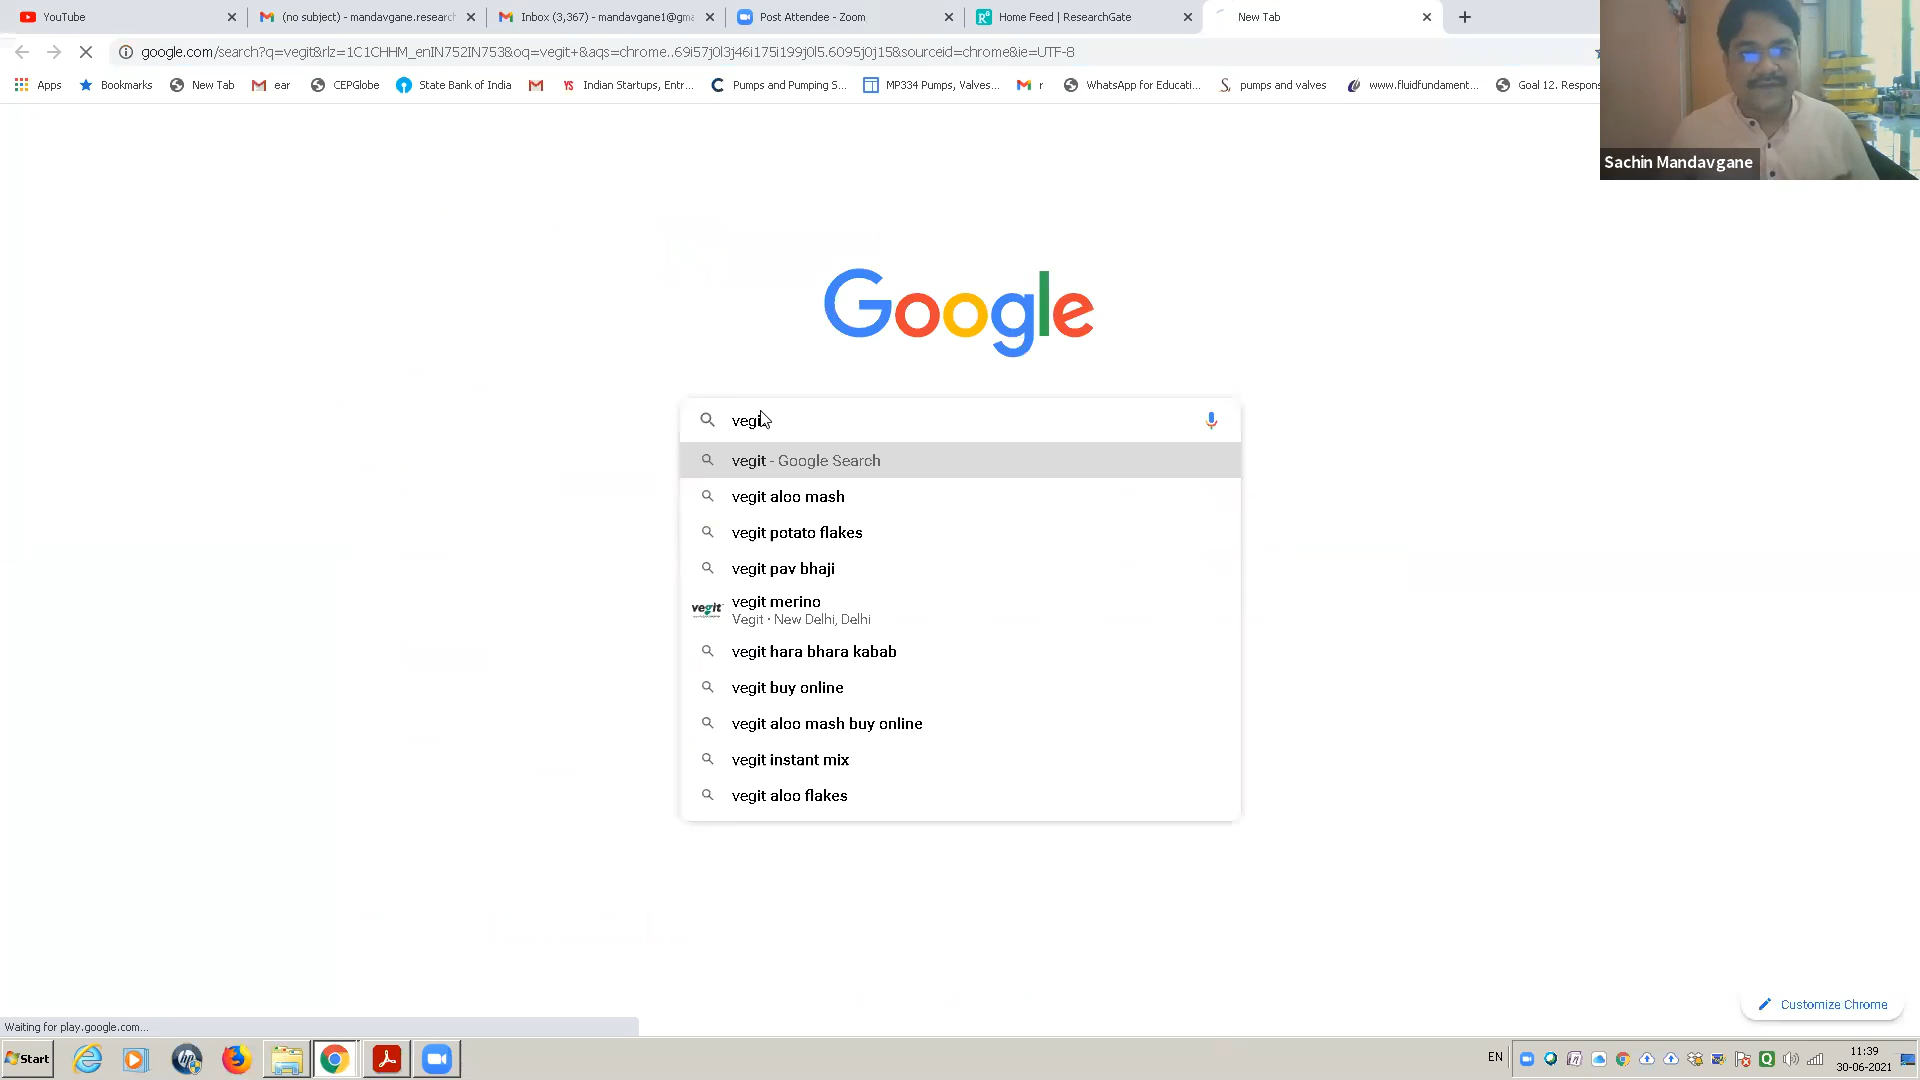 YouTube
(no subject) - mandavgane.research
Inbox (3,367) - mandavgane1@gma
Post Attendee - Zoom
Home Feed | ResearchGate
New Tab
google.com/search?q=vegit&rlz=1C1CHHM_enIN752IN753&oq=vegit+&aqs=chrome..69i57j0l3j46i175i199j0l5.6095j0j15&sourceid=chrome&ie=UTF-8
Apps
Bookmarks
New Tab
ear
CEPGlobe
State Bank of India
YS Indian Startups, Entr...
Pumps and Pumping S...
MP334 Pumps, Valves...
r
WhatsApp for Educati...
pumps and valves
www.fluidfundament...
Goal 12. Respons
Sachin Mandavgane
Google
vegit
vegit - Google Search
vegit aloo mash
vegit potato flakes
vegit pav bhaji
vegit
vegit merino
Vegit · New Delhi, Delhi
vegit hara bhara kabab
vegit buy online
vegit aloo mash buy online
vegit instant mix
vegit aloo flakes
Customize Chrome
Waiting for play.google.com...
Start
EN
11:39
30-06-2021